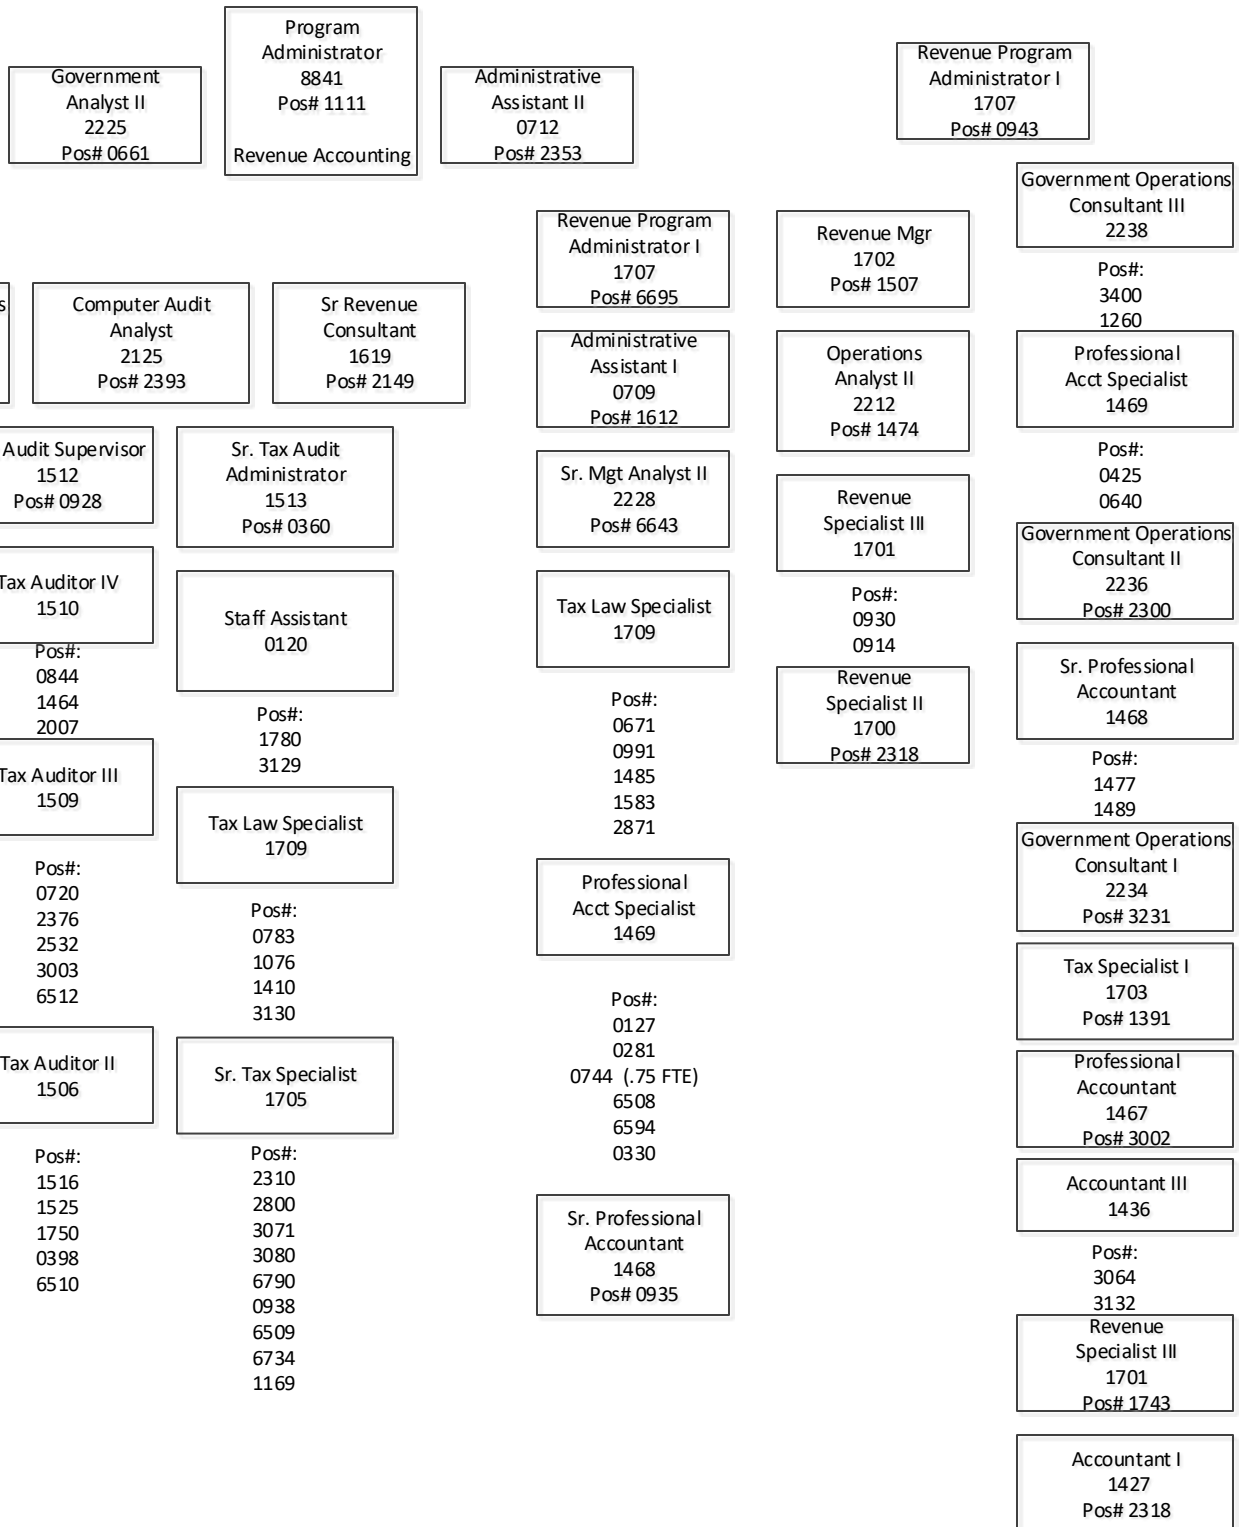 Program
Administrator
8841
Pos# 1111
Revenue Accounting
Government
Analyst II
2225
Pos# 0661
Administrative
Assistant II
0712
Pos# 2353
Revenue Program
Administrator I
1707
Pos# 0943
s
Computer Audit
Analyst
2125
Pos# 2393
Sr Revenue
Consultant
1619
Pos# 2149
Audit Supervisor
1512
Pos# 0928
Tax Auditor IV
1510
Pos#:
0844
1464
2007
Tax Auditor III
1509
Pos#:
0720
2376
2532
3003
6512
Tax Auditor II
1506
Pos#:
1516
1525
1750
0398
6510
Sr. Tax Audit
Administrator
1513
Pos# 0360
Staff Assistant
0120
Pos#:
1780
3129
Tax Law Specialist
1709
Pos#:
0783
1076
1410
3130
Sr. Tax Specialist
1705
Pos#:
2310
2800
3071
3080
6790
0938
6509
6734
1169
Revenue Program
Administrator I
1707
Pos# 6695
Administrative
Assistant I
0709
Pos# 1612
Sr. Mgt Analyst II
2228
Pos# 6643
Tax Law Specialist
1709
Pos#:
0671
0991
1485
1583
2871
Professional
Acct Specialist
1469
Pos#:
0127
0281
0744 (.75 FTE)
6508
6594
0330
Sr. Professional
Accountant
1468
Pos# 0935
Revenue Mgr
1702
Pos# 1507
Operations
Analyst II
2212
Pos# 1474
Revenue
Specialist III
1701
Pos#:
0930
0914
Revenue
Specialist II
1700
Pos# 2318
Government Operations
Consultant III
2238
Pos#:
3400
1260
Professional
Acct Specialist
1469
Pos#:
0425
0640
Government Operations
Consultant II
2236
Pos# 2300
Sr. Professional
Accountant
1468
Pos#:
1477
1489
Government Operations
Consultant I
2234
Pos# 3231
Tax Specialist I
1703
Pos# 1391
Professional
Accountant
1467
Pos# 3002
Accountant III
1436
Pos#:
3064
3132
Revenue
Specialist III
1701
Pos# 1743
Accountant I
1427
Pos# 2318